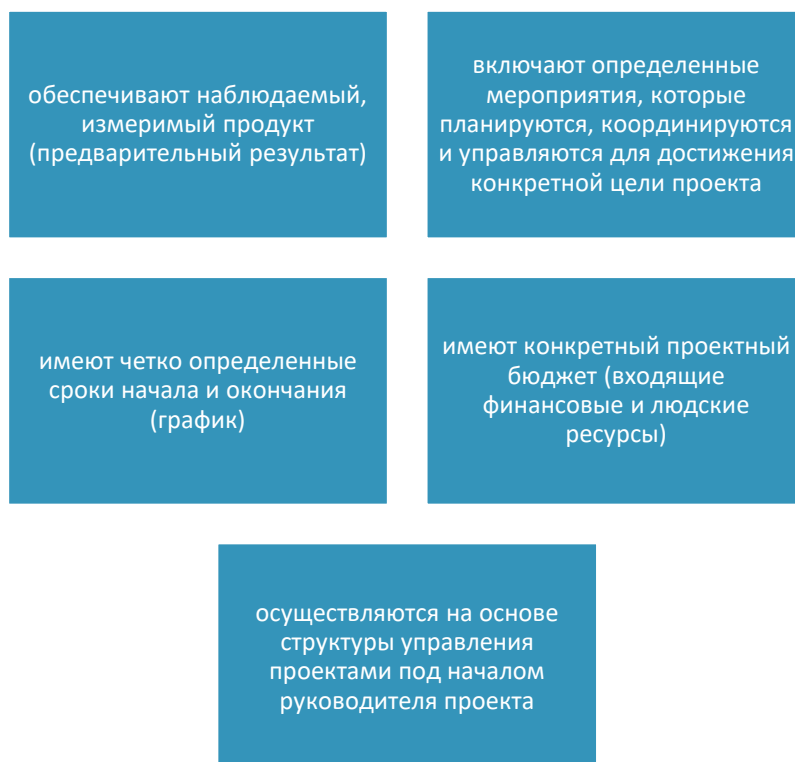 обеспечивают наблюдаемый,
измеримый продукт
(предварительный результат)
включают определенные
мероприятия, которые
планируются, координируются
и управляются для достижения
конкретной цели проекта
имеют четко определенные
сроки начала и окончания
(график)
имеют конкретный проектный
бюджет (входящие
финансовые и людские
ресурсы)
осуществляются на основе
структуры управления
проектами под началом
руководителя проекта